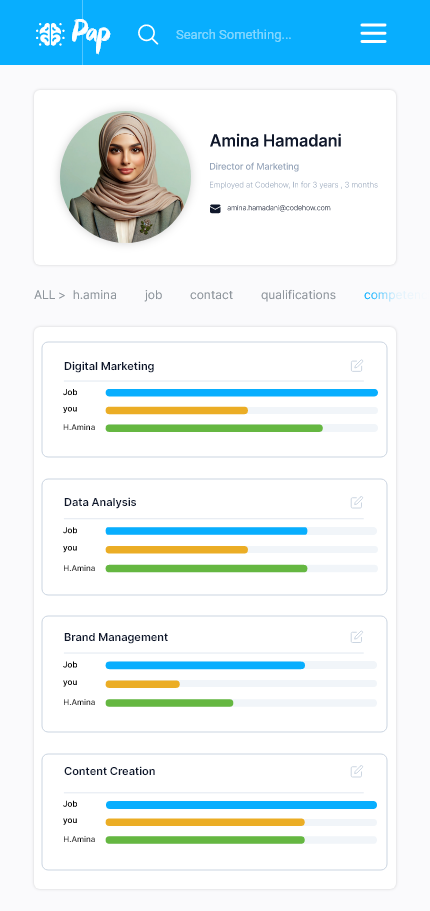 Pap
Search Something...
Amina Hamadani
Director of Marketing
Employed at Codehow, In for 3 years , 3 months
amina.hamadani@codehow.com
ALL > h.amina job contact qualifications
Digital Marketing
Job
you
H.Amina
Data Analysis
Job
you
H.Amina
Brand Management
Job
you
H.Amina
Content Creation
Job
you
H.Amina